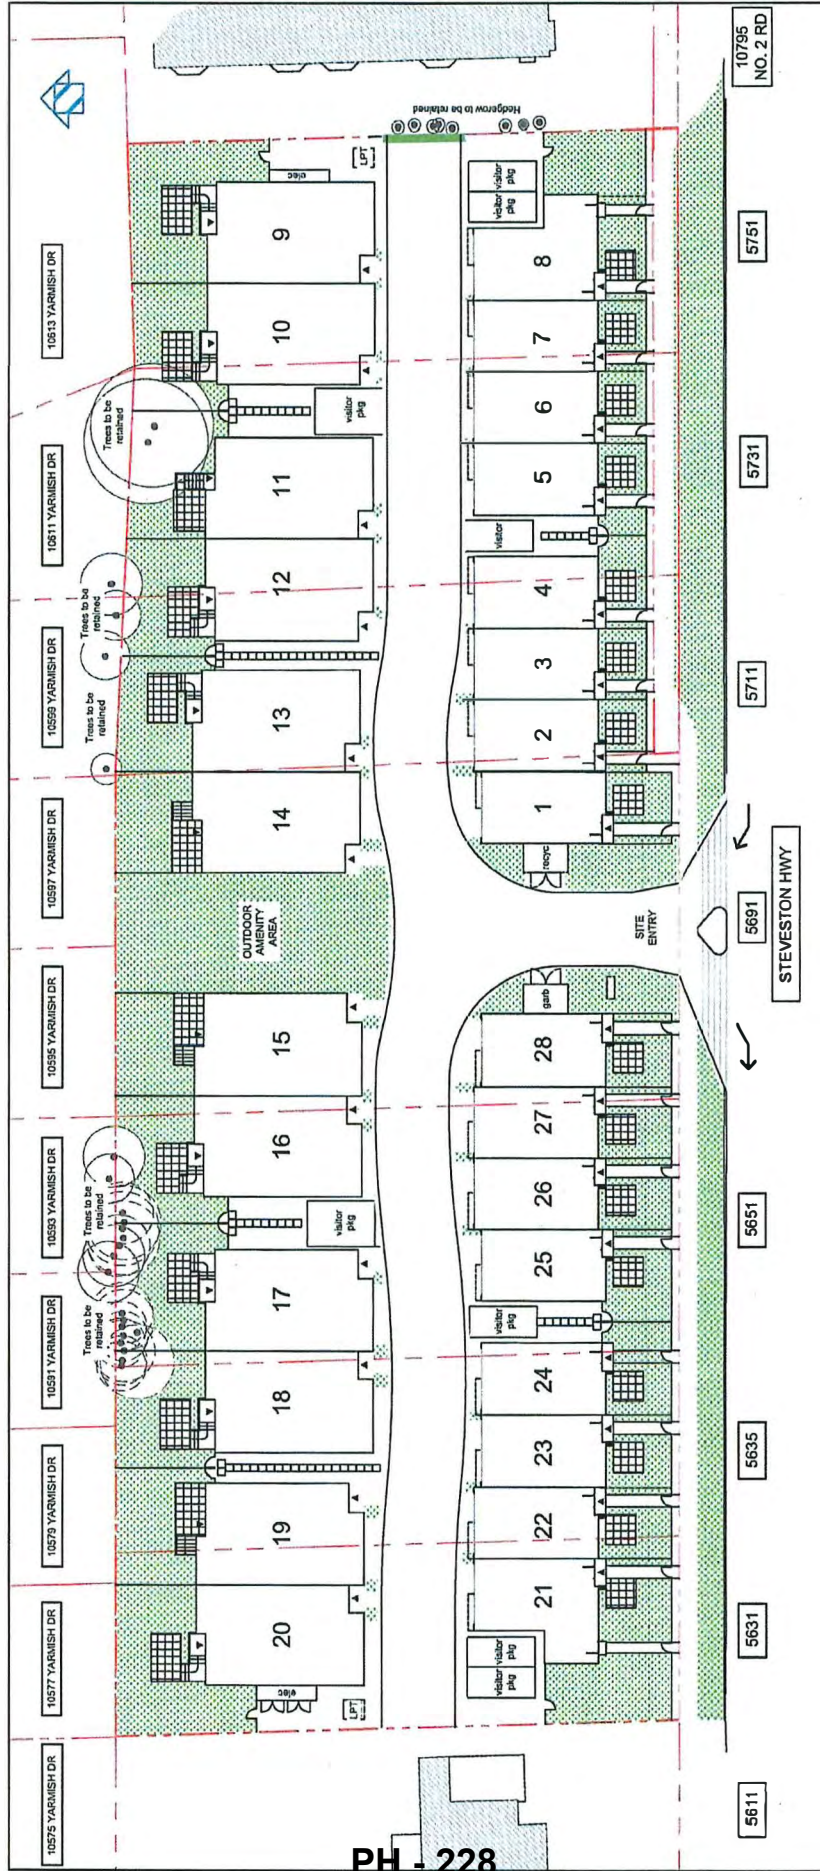 10575 YARMISH DR
10577 YARMISH DR
10579 YARMISH DR
10591 YARMISH DR
10593 YARMISH DR
10595 YARMISH DR
10597 YARMISH DR
10599 YARMISH DR
10611 YARMISH DR
10613 YARMISH DR
Trees to be
retained
Trees to be
retained
Trees to be
retained
Trees to be
retained
Trees to be
retained
20
19
18
17
16
15
OUTDOOR
AMENITY
AREA
14
13
12
11
10
9
elec
LPT
visitor
pkg
visitor
pkg
elec
LPT
Hedgerow to be retained
visitor
pkg
visitor
pkg
21
22
23
24
visitor
pkg
25
26
27
28
garb
SITE
ENTRY
recyc
1
2
3
4
visitor
5
6
7
8
visitor
pkg
visitor
pkg
5611
5631
5635
5651
5691
5711
5731
5751
10795
NO. 2 RD
STEVESTON HWY
PH - 228